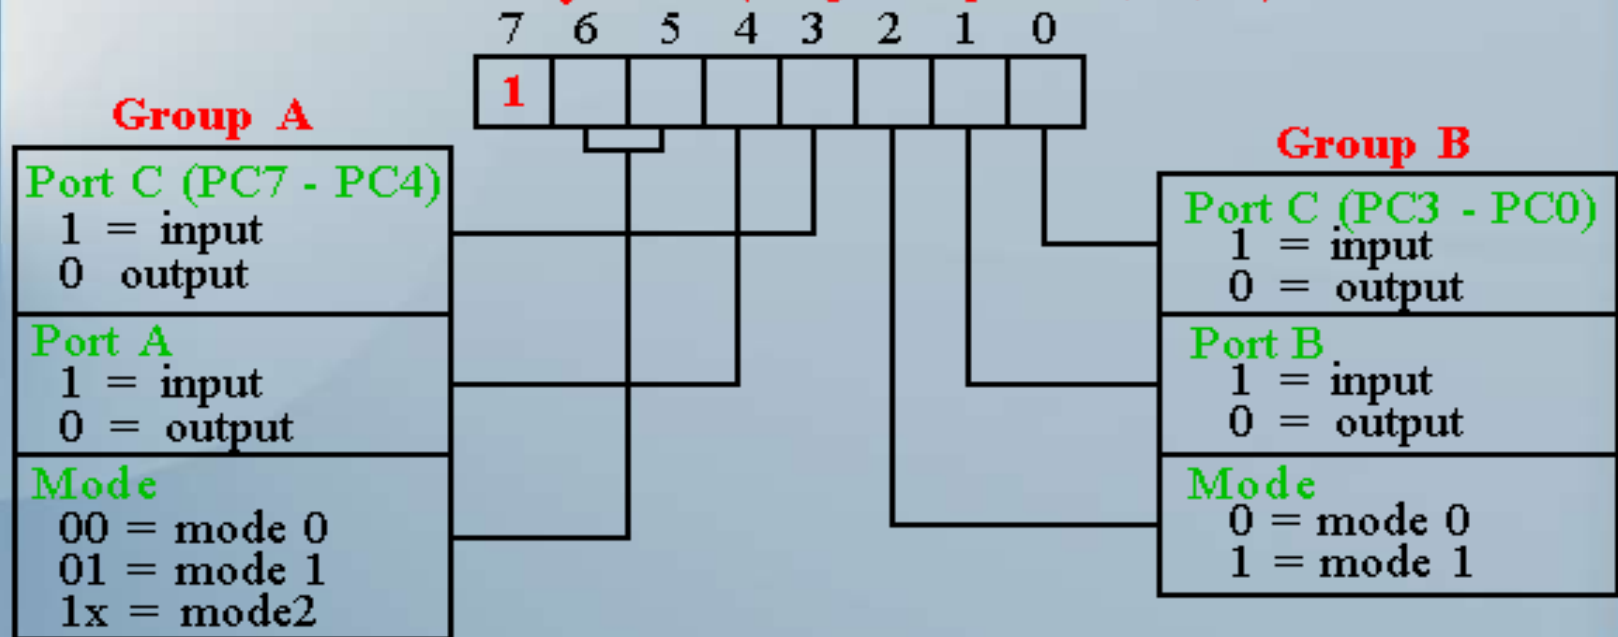 7 6 5 4 3 2 1 0
1
Group A
Port C (PC7 - PC4)
1 = input
0 output
Port A
1 = input
0 = output
Mode
00 = mode 0
01 = mode 1
1x = mode2
Group B
Port C (PC3 - PC0)
1 = input
0 = output
Port B
1 = input
0 = output
Mode
0 = mode 0
1 = mode 1